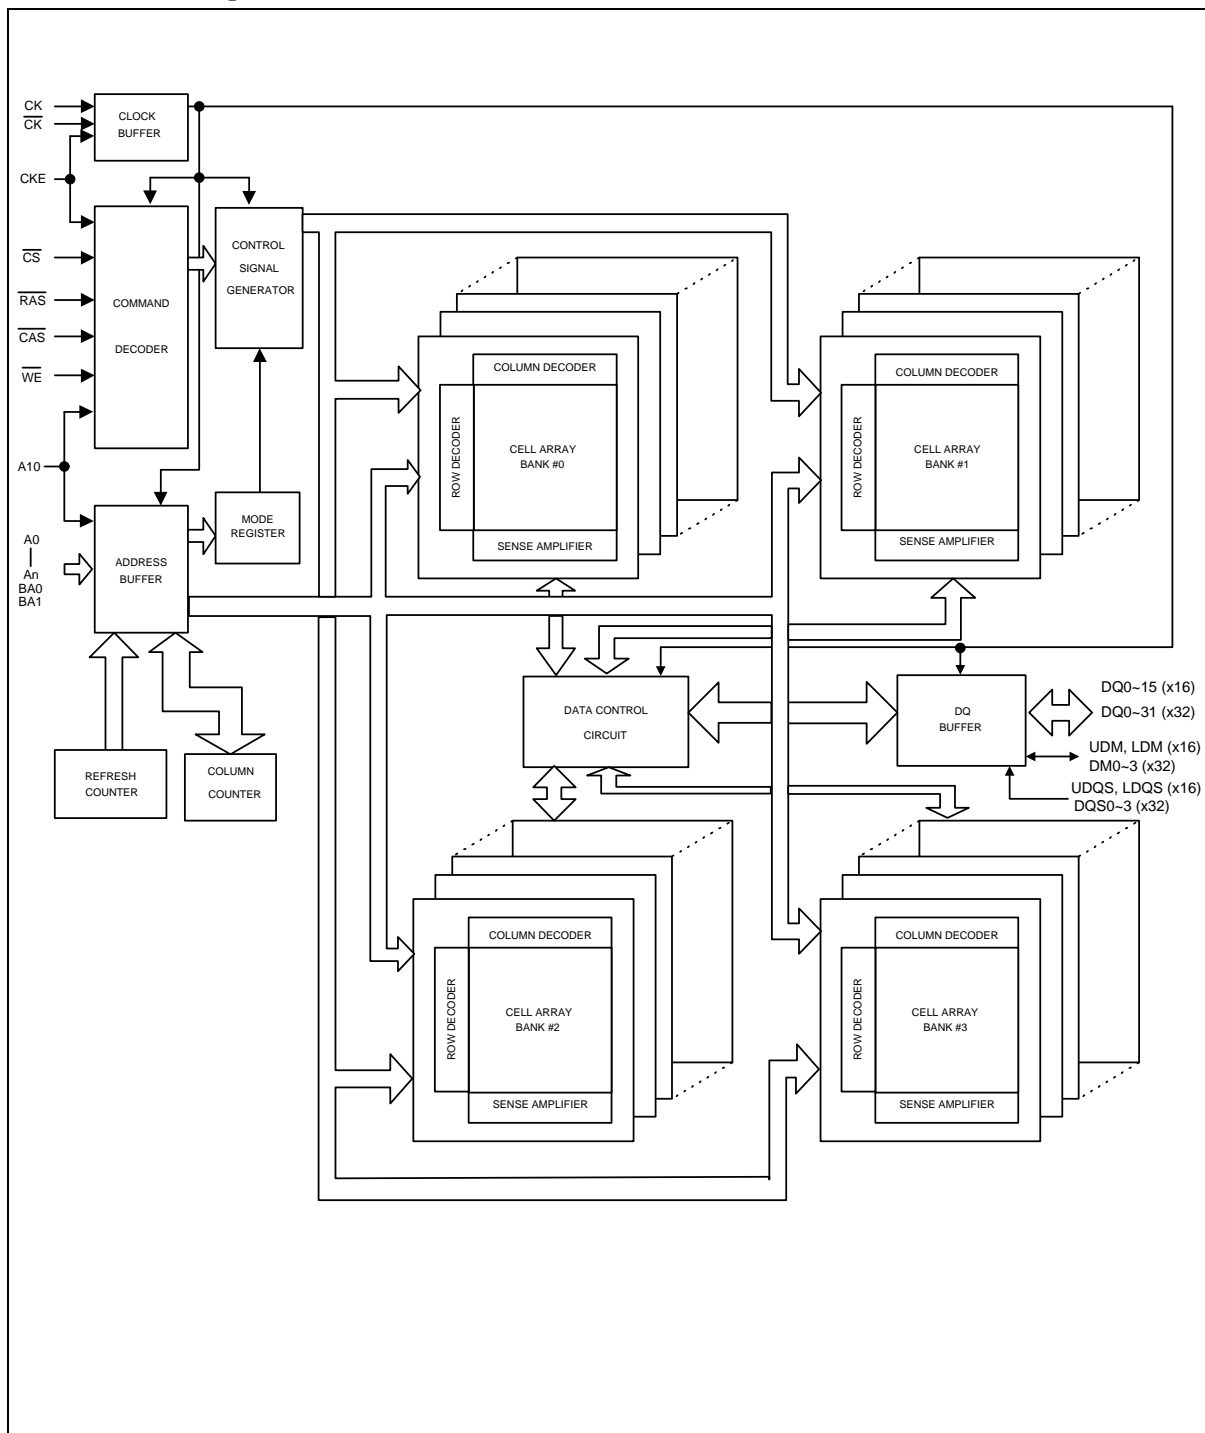 CK
CK
CLOCK
BUFFER
CKE
CS
RAS
CAS
WE
COMMAND
DECODER
CONTROL
SIGNAL
GENERATOR
A10
A0
An
BA0
BA1
ADDRESS
BUFFER
MODE
REGISTER
REFRESH
COUNTER
COLUMN
COUNTER
COLUMN DECODER
ROW DECODER
CELL ARRAY
BANK #0
SENSE AMPLIFIER
COLUMN DECODER
ROW DECODER
CELL ARRAY
BANK #1
SENSE AMPLIFIER
DATA CONTROL
CIRCUIT
DQ
BUFFER
DQ0~15 (x16)
DQ0~31 (x32)
UDM, LDM (x16)
DM0~3 (x32)
UDQS, LDQS (x16)
DQS0~3 (x32)
COLUMN DECODER
ROW DECODER
CELL ARRAY
BANK #2
SENSE AMPLIFIER
COLUMN DECODER
ROW DECODER
CELL ARRAY
BANK #3
SENSE AMPLIFIER